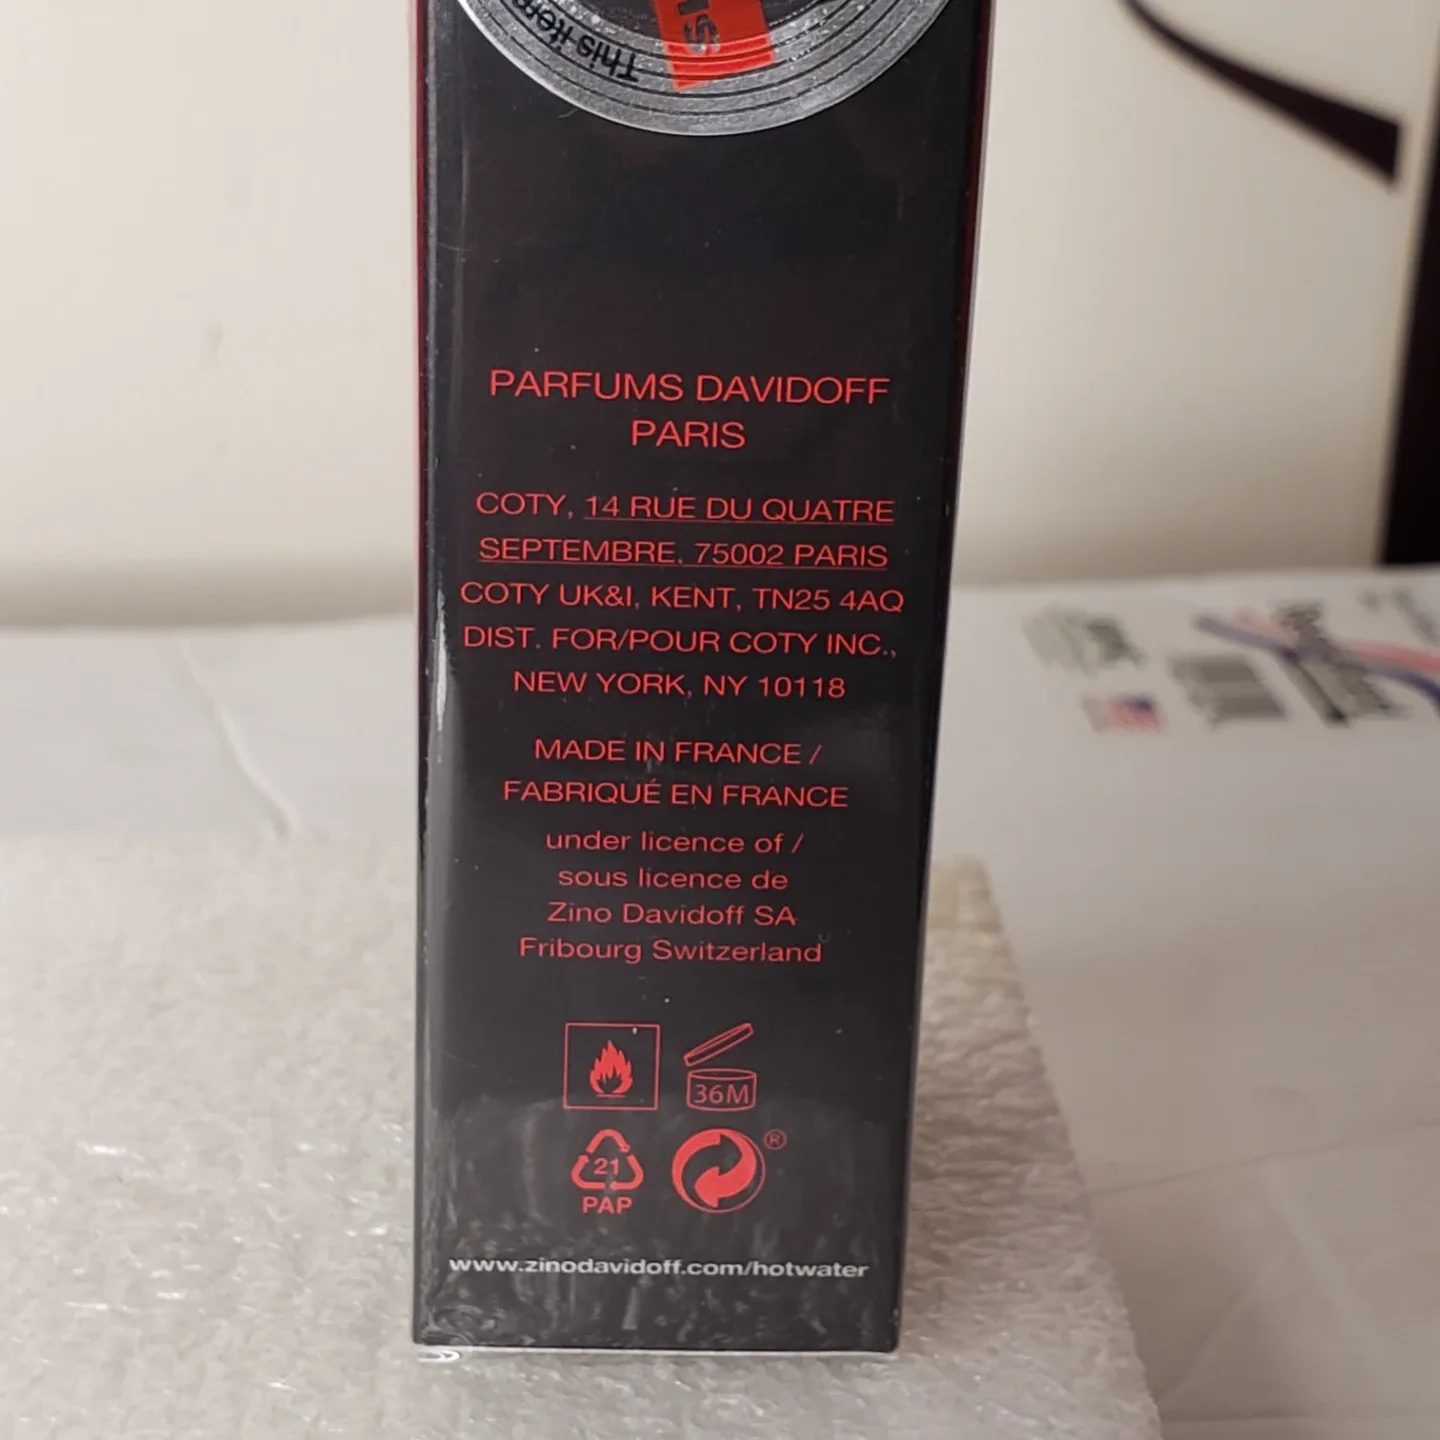 This item
PARFUMS DAVIDOFF
PARIS
COTY, 14 RUE DU QUATRE
SEPTEMBRE, 75002 PARIS
COTY UK&I, KENT, TN25 4AQ
DIST. FOR/POUR COTY INC.,
NEW YORK, NY 10118
MADE IN FRANCE /
FABRIQUÉ EN FRANCE
under licence of /
sous licence de
Zino Davidoff SA
Fribourg Switzerland
36M
21
PAP
®
www.zinodavidoff.com/hotwater